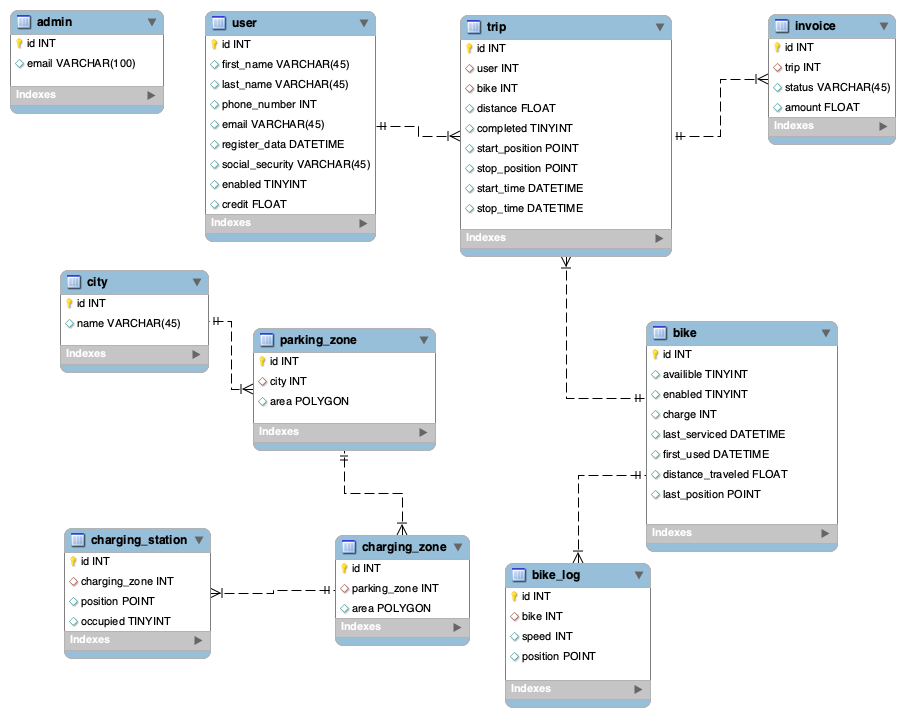 admin
id INT
email VARCHAR(100)
Indexes
user
id INT
first_name VARCHAR(45)
last_name VARCHAR(45)
phone_number INT
email VARCHAR(45)
register_data DATETIME
social_security VARCHAR(45)
enabled TINYINT
credit FLOAT
Indexes
trip
id INT
user INT
bike INT
distance FLOAT
completed TINYINT
start_position POINT
stop_position POINT
start_time DATETIME
stop_time DATETIME
Indexes
invoice
id INT
trip INT
status VARCHAR(45)
amount FLOAT
Indexes
city
id INT
name VARCHAR(45)
Indexes
parking_zone
id INT
city INT
area POLYGON
Indexes
bike
id INT
availible TINYINT
enabled TINYINT
charge INT
last_serviced DATETIME
first_used DATETIME
distance_traveled FLOAT
last_position POINT
Indexes
charging_station
id INT
charging_zone INT
position POINT
occupied TINYINT
Indexes
charging_zone
id INT
parking_zone INT
area POLYGON
Indexes
bike_log
id INT
bike INT
speed INT
position POINT
Indexes